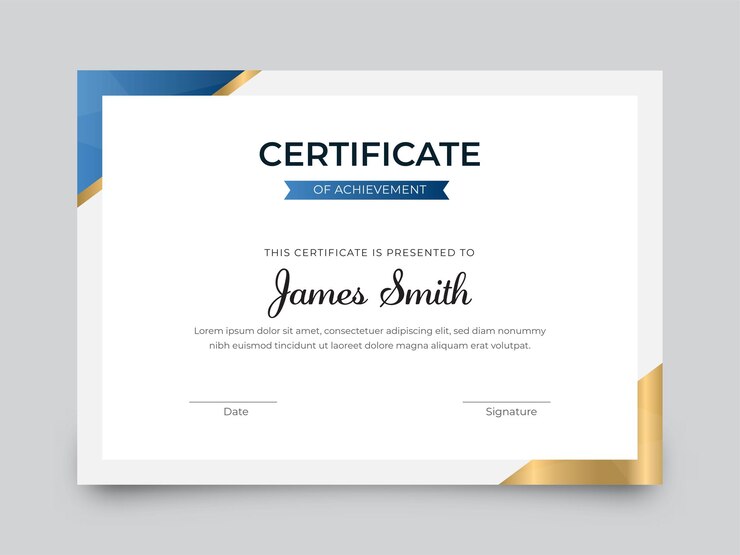 CERTIFICATE
OF ACHIEVEMENT
THIS CERTIFICATE IS PRESENTED TO
James Smith
Lorem ipsum dolor sit amet, consectetuer adipiscing elit, sed diam nonummy
nibh euismod tincidunt ut laoreet dolore magna aliquam erat volutpat.
Date
Signature